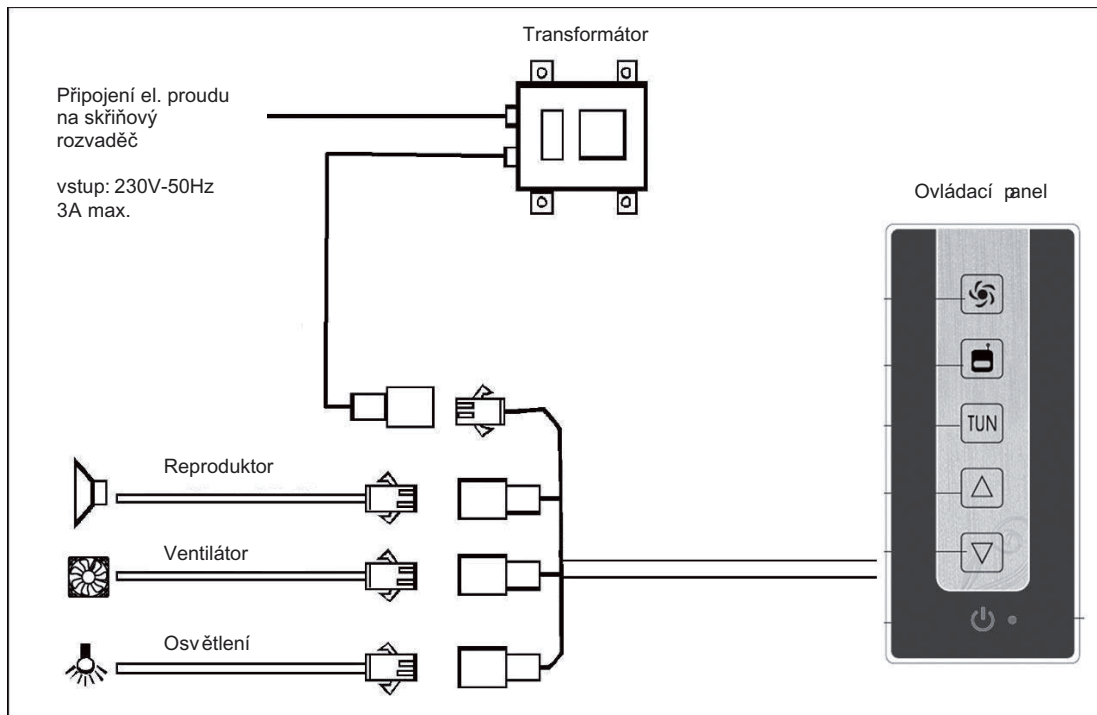 Transformátor
Připojení el. proudu
na skříňový
rozvaděč
vstup: 230V-50Hz
3A max.
Ovládací panel
TUN
Reproduktor
Ventilátor
Osvětlení